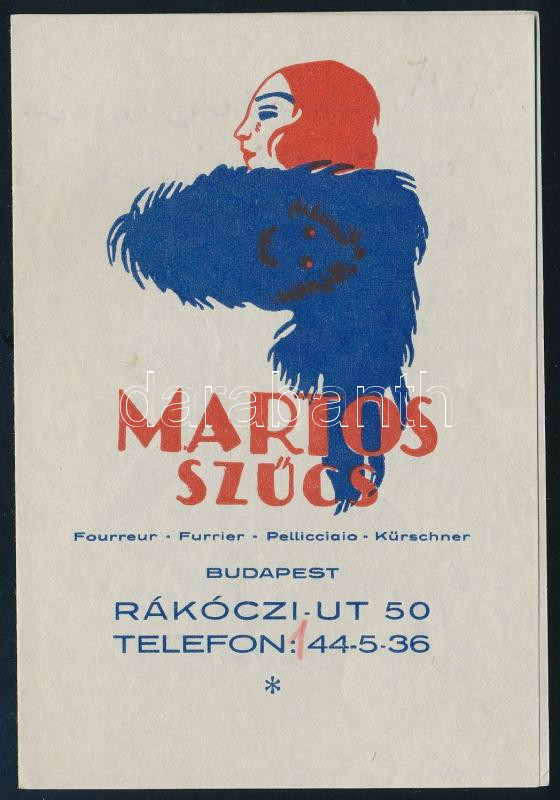 MARTOS
SZŰCS
Fourreur - Furrier - Pellicciaio - Kürschner
BUDAPEST
RÁKÓCZI-UT 50
TELEFON: 1 44-5-36
*
darabanth